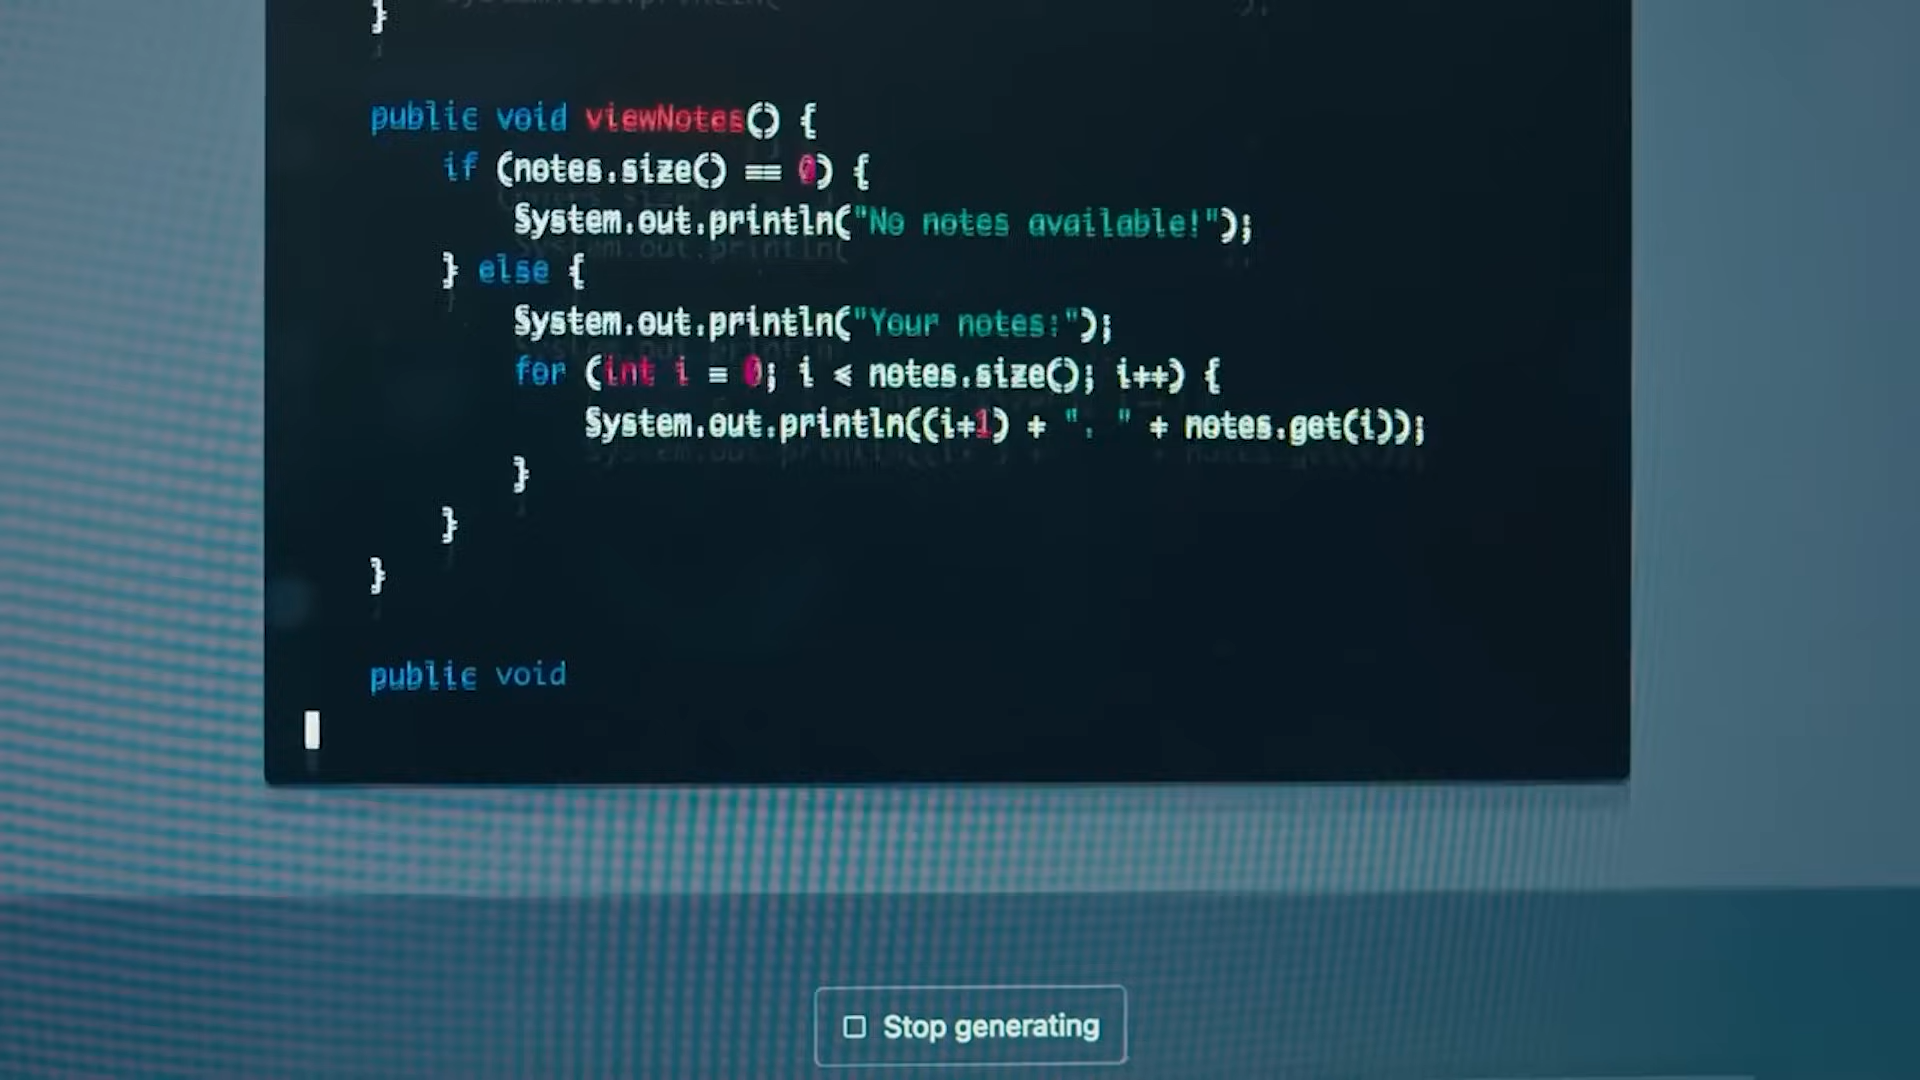 }
public void viewNotes() {
if (notes.size() == 0) {
System.out.println("No notes available!");
} else {
System.out.println("Your notes:");
for (int i = 0; i < notes.size(); i++) {
System.out.println((i+1) + ". " + notes.get(i));
}
}
}
public void
Stop generating